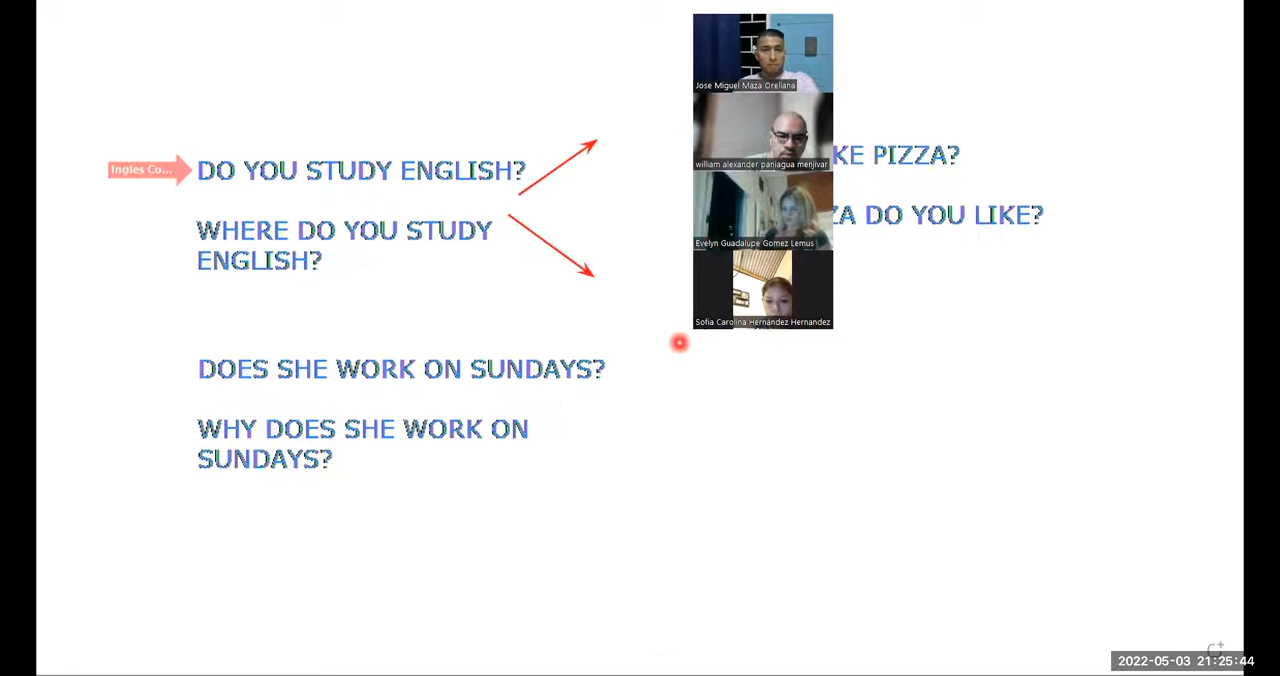 Ingles Co...
DO YOU STUDY ENGLISH?
WHERE DO YOU STUDY
ENGLISH?
DOES SHE WORK ON SUNDAYS?
WHY DOES SHE WORK ON
SUNDAYS?
Jose Miguel Maza Orellana
william alexander paniagua menjivar
Evelyn Guadalupe Gomez Lemus
Sofia Carolina Hernández Hernandez
KE PIZZA?
ZA DO YOU LIKE?
2022-05-03 21:25:44